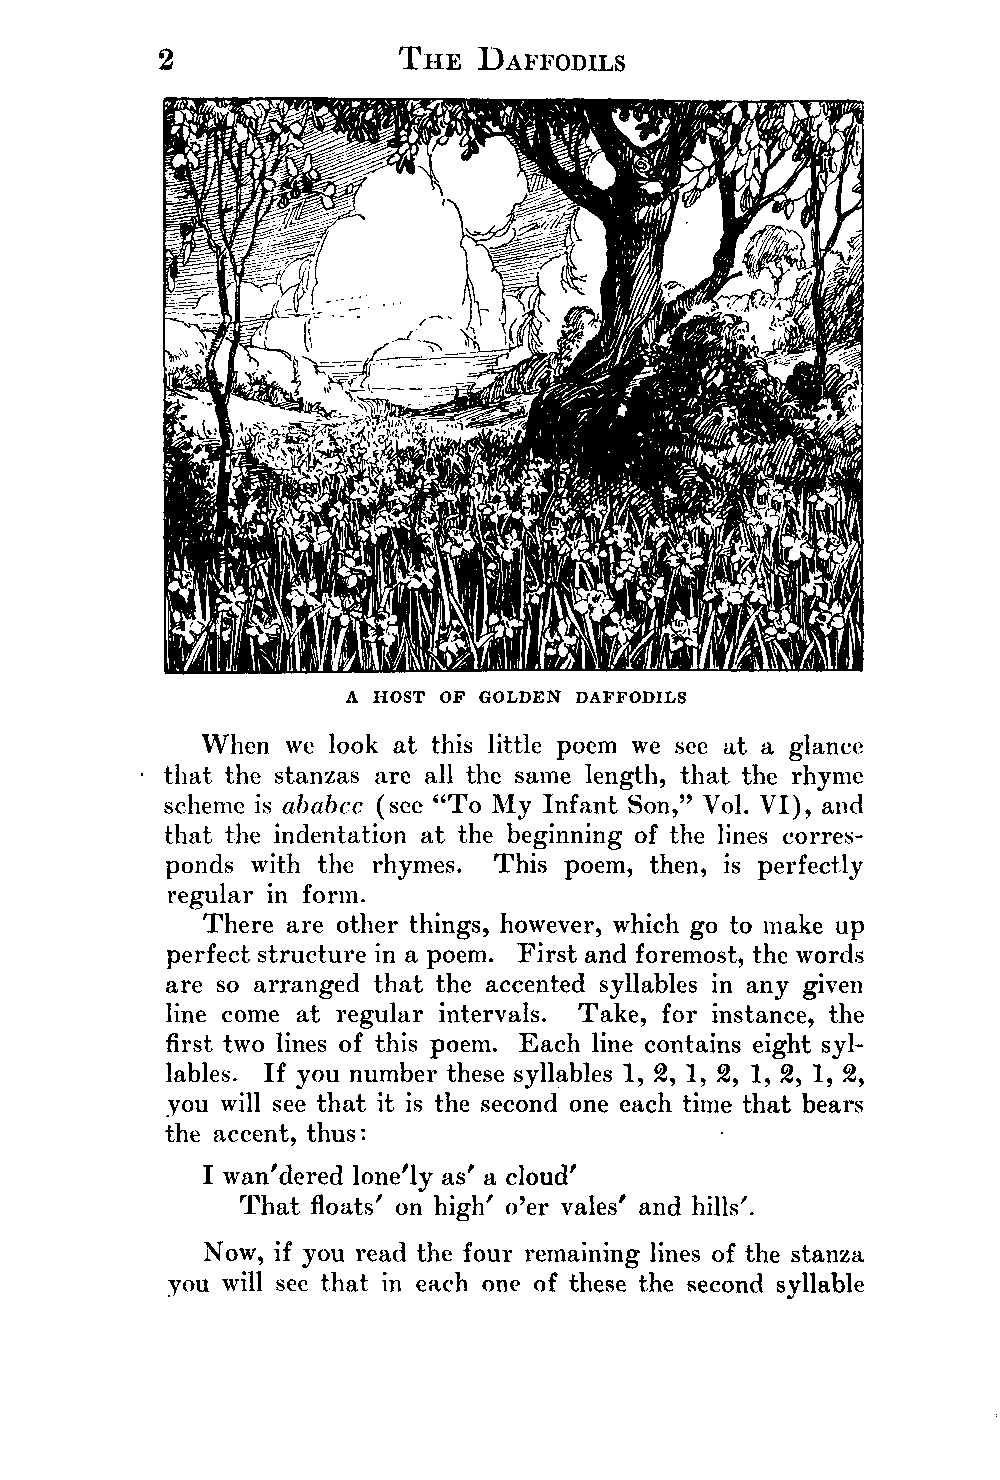 2 THE DAFFODILS
A HOST OF GOLDEN DAFFODILS
When we look at this little poem we see at a glance
that the stanzas are all the same length, that the rhyme
scheme is ababcc (see “To My Infant Son,” Vol. VI), and
that the indentation at the beginning of the lines corres-
ponds with the rhymes. This poem, then, is perfectly
regular in form.
There are other things, however, which go to make up
perfect structure in a poem. First and foremost, the words
are so arranged that the accented syllables in any given
line come at regular intervals. Take, for instance, the
first two lines of this poem. Each line contains eight syl-
lables. If you number these syllables 1, 2, 1, 2, 1, 2, 1, 2,
you will see that it is the second one each time that bears
the accent, thus:
I wan′dered lone′ly as′ a cloud′
That floats′ on high′ o’er vales′ and hills′.
Now, if you read the four remaining lines of the stanza
you will see that in each one of these the second syllable